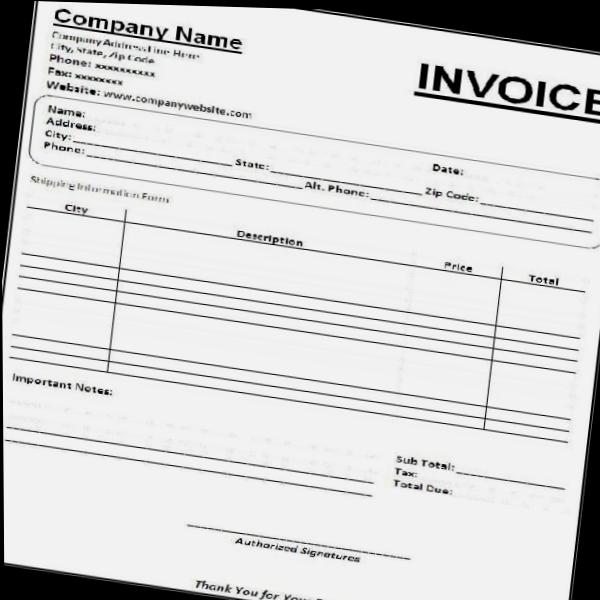 Company Name
Company Address Line Here
City, State, Zip Code
Phone: xxxxxxxxxx
Fax: xxxxxxxx
Website: www.companywebsite.com
INVOICE
Name:
Date:
Address:
City: State: Zip Code:
Phone: Alt. Phone:
Shipping Information Form
City Description Price Total
Important Notes:
Sub Total:
Tax:
Total Due:
Authorized Signatures
Thank You for Your